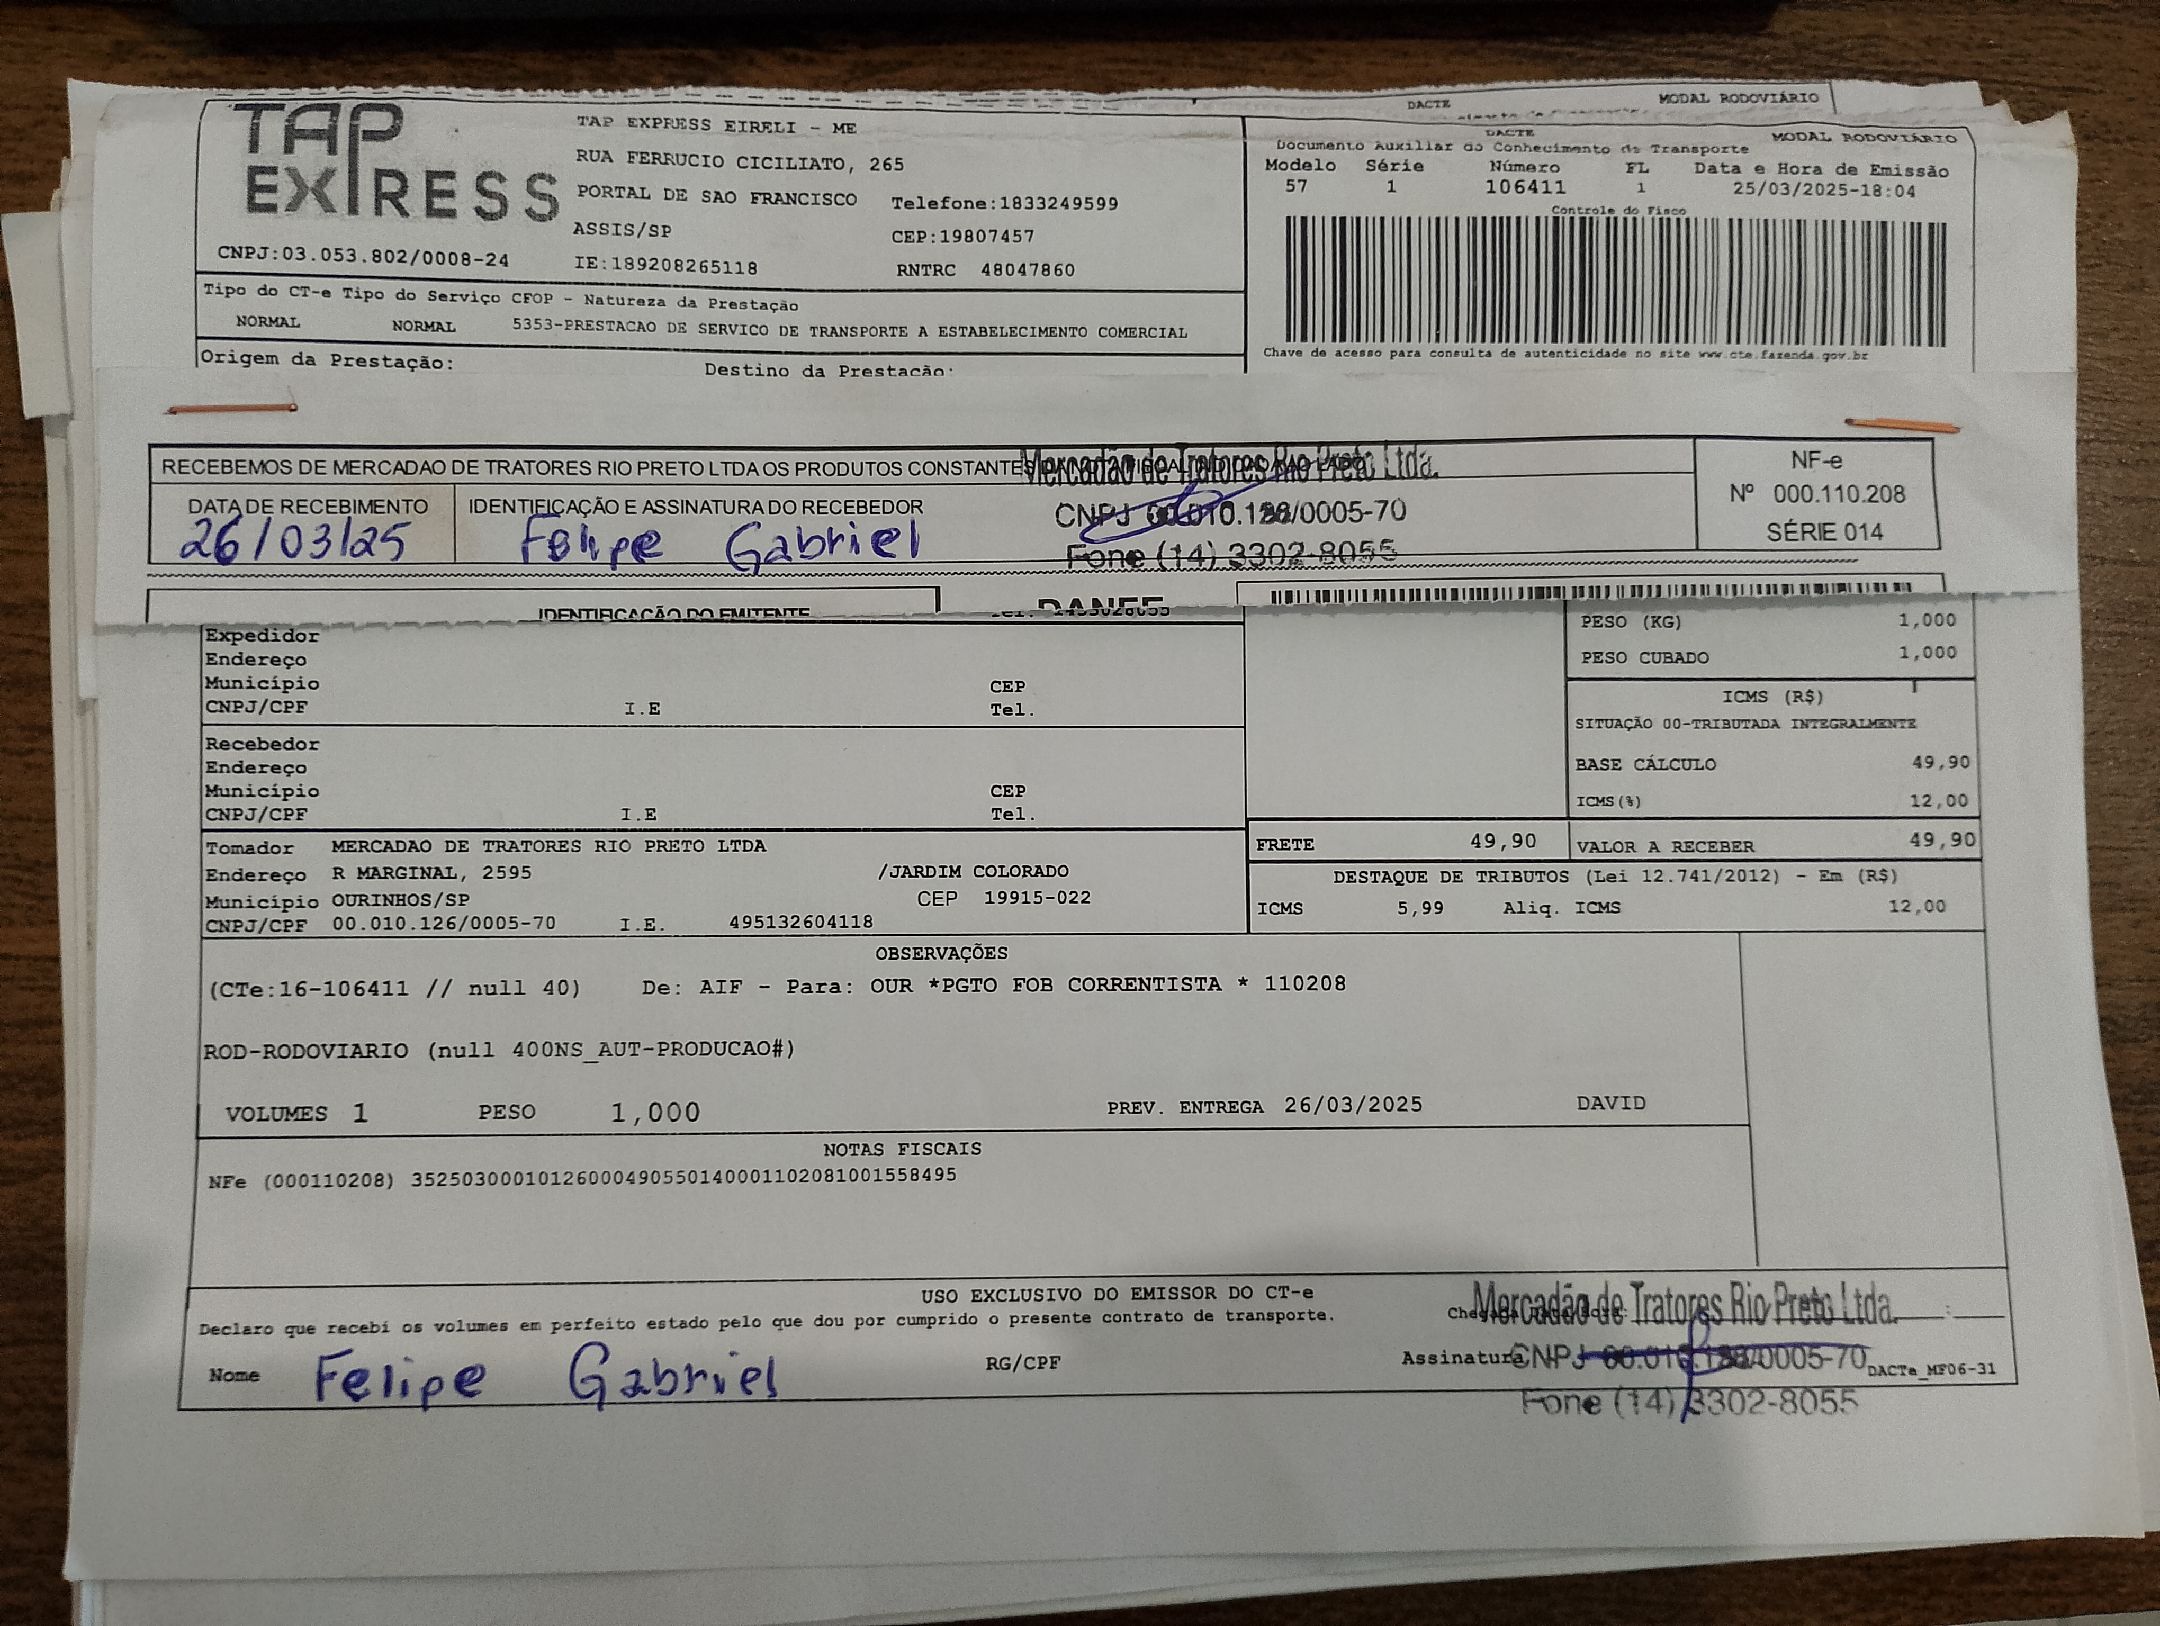 DACTE MODAL RODOVIÁRIO
TAP EXPRESS
TAP EXPRESS EIRELI - ME
RUA FERRUCIO CICILIATO, 265
PORTAL DE SAO FRANCISCO Telefone:1833249599
ASSIS/SP CEP:19807457
CNPJ:03.053.802/0008-24 IE:189208265118 RNTRC 48047860
DACTE MODAL RODOVIÁRIO
Documento Auxiliar do Conhecimento de Transporte
Modelo Série Número FL Data e Hora de Emissão
57 1 106411 1 25/03/2025-18:04
Controle do Fisco
Chave de acesso para consulta de autenticidade no site www.cte.fazenda.gov.br
Tipo do CT-e Tipo do Serviço CFOP - Natureza da Prestação
NORMAL NORMAL 5353-PRESTACAO DE SERVICO DE TRANSPORTE A ESTABELECIMENTO COMERCIAL
Origem da Prestação: Destino da Prestação:
RECEBEMOS DE MERCADAO DE TRATORES RIO PRETO LTDA OS PRODUTOS CONSTANTES
Mercadão de Tratores Rio Preto Ltda.
CNPJ /0005-70
Fone (14) 3302-8055
DATA DE RECEBIMENTO IDENTIFICAÇÃO E ASSINATURA DO RECEBEDOR
26/03/25 Felipe Gabriel
NF-e
Nº 000.110.208
SÉRIE 014
IDENTIFICAÇÃO DO EMITENTE DANFE
Expedidor
Endereço
Município CEP
CNPJ/CPF I.E Tel.
Recebedor
Endereço
Município CEP
CNPJ/CPF I.E Tel.
PESO (KG) 1,000
PESO CUBADO 1,000
ICMS (R$)
SITUAÇÃO 00-TRIBUTADA INTEGRALMENTE
BASE CÁLCULO 49,90
ICMS(%) 12,00
Tomador MERCADAO DE TRATORES RIO PRETO LTDA
Endereço R MARGINAL, 2595 /JARDIM COLORADO
Município OURINHOS/SP CEP 19915-022
CNPJ/CPF 00.010.126/0005-70 I.E. 495132604118
FRETE 49,90 VALOR A RECEBER 49,90
DESTAQUE DE TRIBUTOS (Lei 12.741/2012) - Em (R$)
ICMS 5,99 Aliq. ICMS 12,00
OBSERVAÇÕES
(CTe:16-106411 // null 40) De: AIF - Para: OUR *PGTO FOB CORRENTISTA * 110208
ROD-RODOVIARIO (null 400NS_AUT-PRODUCAO#)
VOLUMES 1 PESO 1,000 PREV. ENTREGA 26/03/2025 DAVID
NOTAS FISCAIS
NFe (000110208) 35250300010126000490550140001102081001558495
USO EXCLUSIVO DO EMISSOR DO CT-e
Declaro que recebi os volumes em perfeito estado pelo que dou por cumprido o presente contrato de transporte.
Mercadão de Tratores Rio Preto Ltda.
Nome Felipe Gabriel RG/CPF Assinatura CNPJ /0005-70 DACTe_MF06-31
Fone (14) 3302-8055